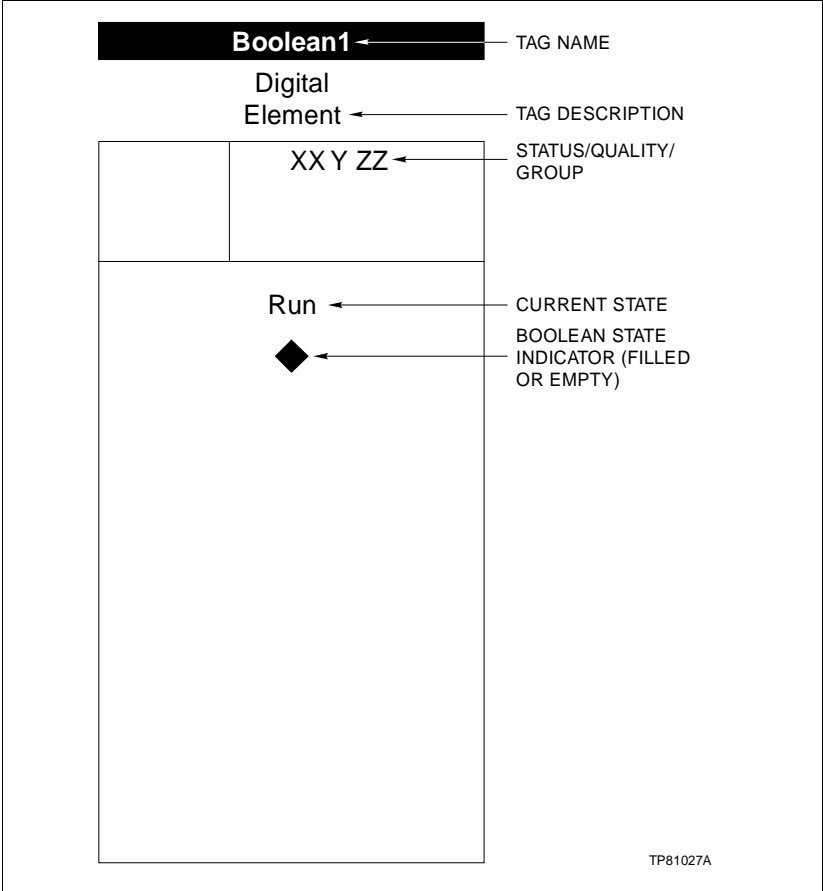 Boolean1
TAG NAME
Digital
Element
TAG DESCRIPTION
XX Y ZZ
STATUS/QUALITY/
GROUP
Run
CURRENT STATE
BOOLEAN STATE
INDICATOR (FILLED
OR EMPTY)
TP81027A